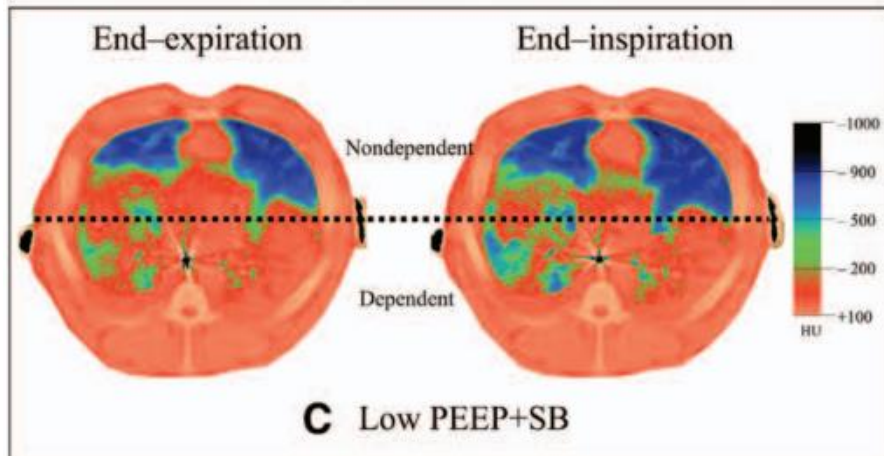 End–expiration
End–inspiration
Nondependent
Dependent
–1000
– 900
– 500
– 200
+100
HU
C Low PEEP+SB